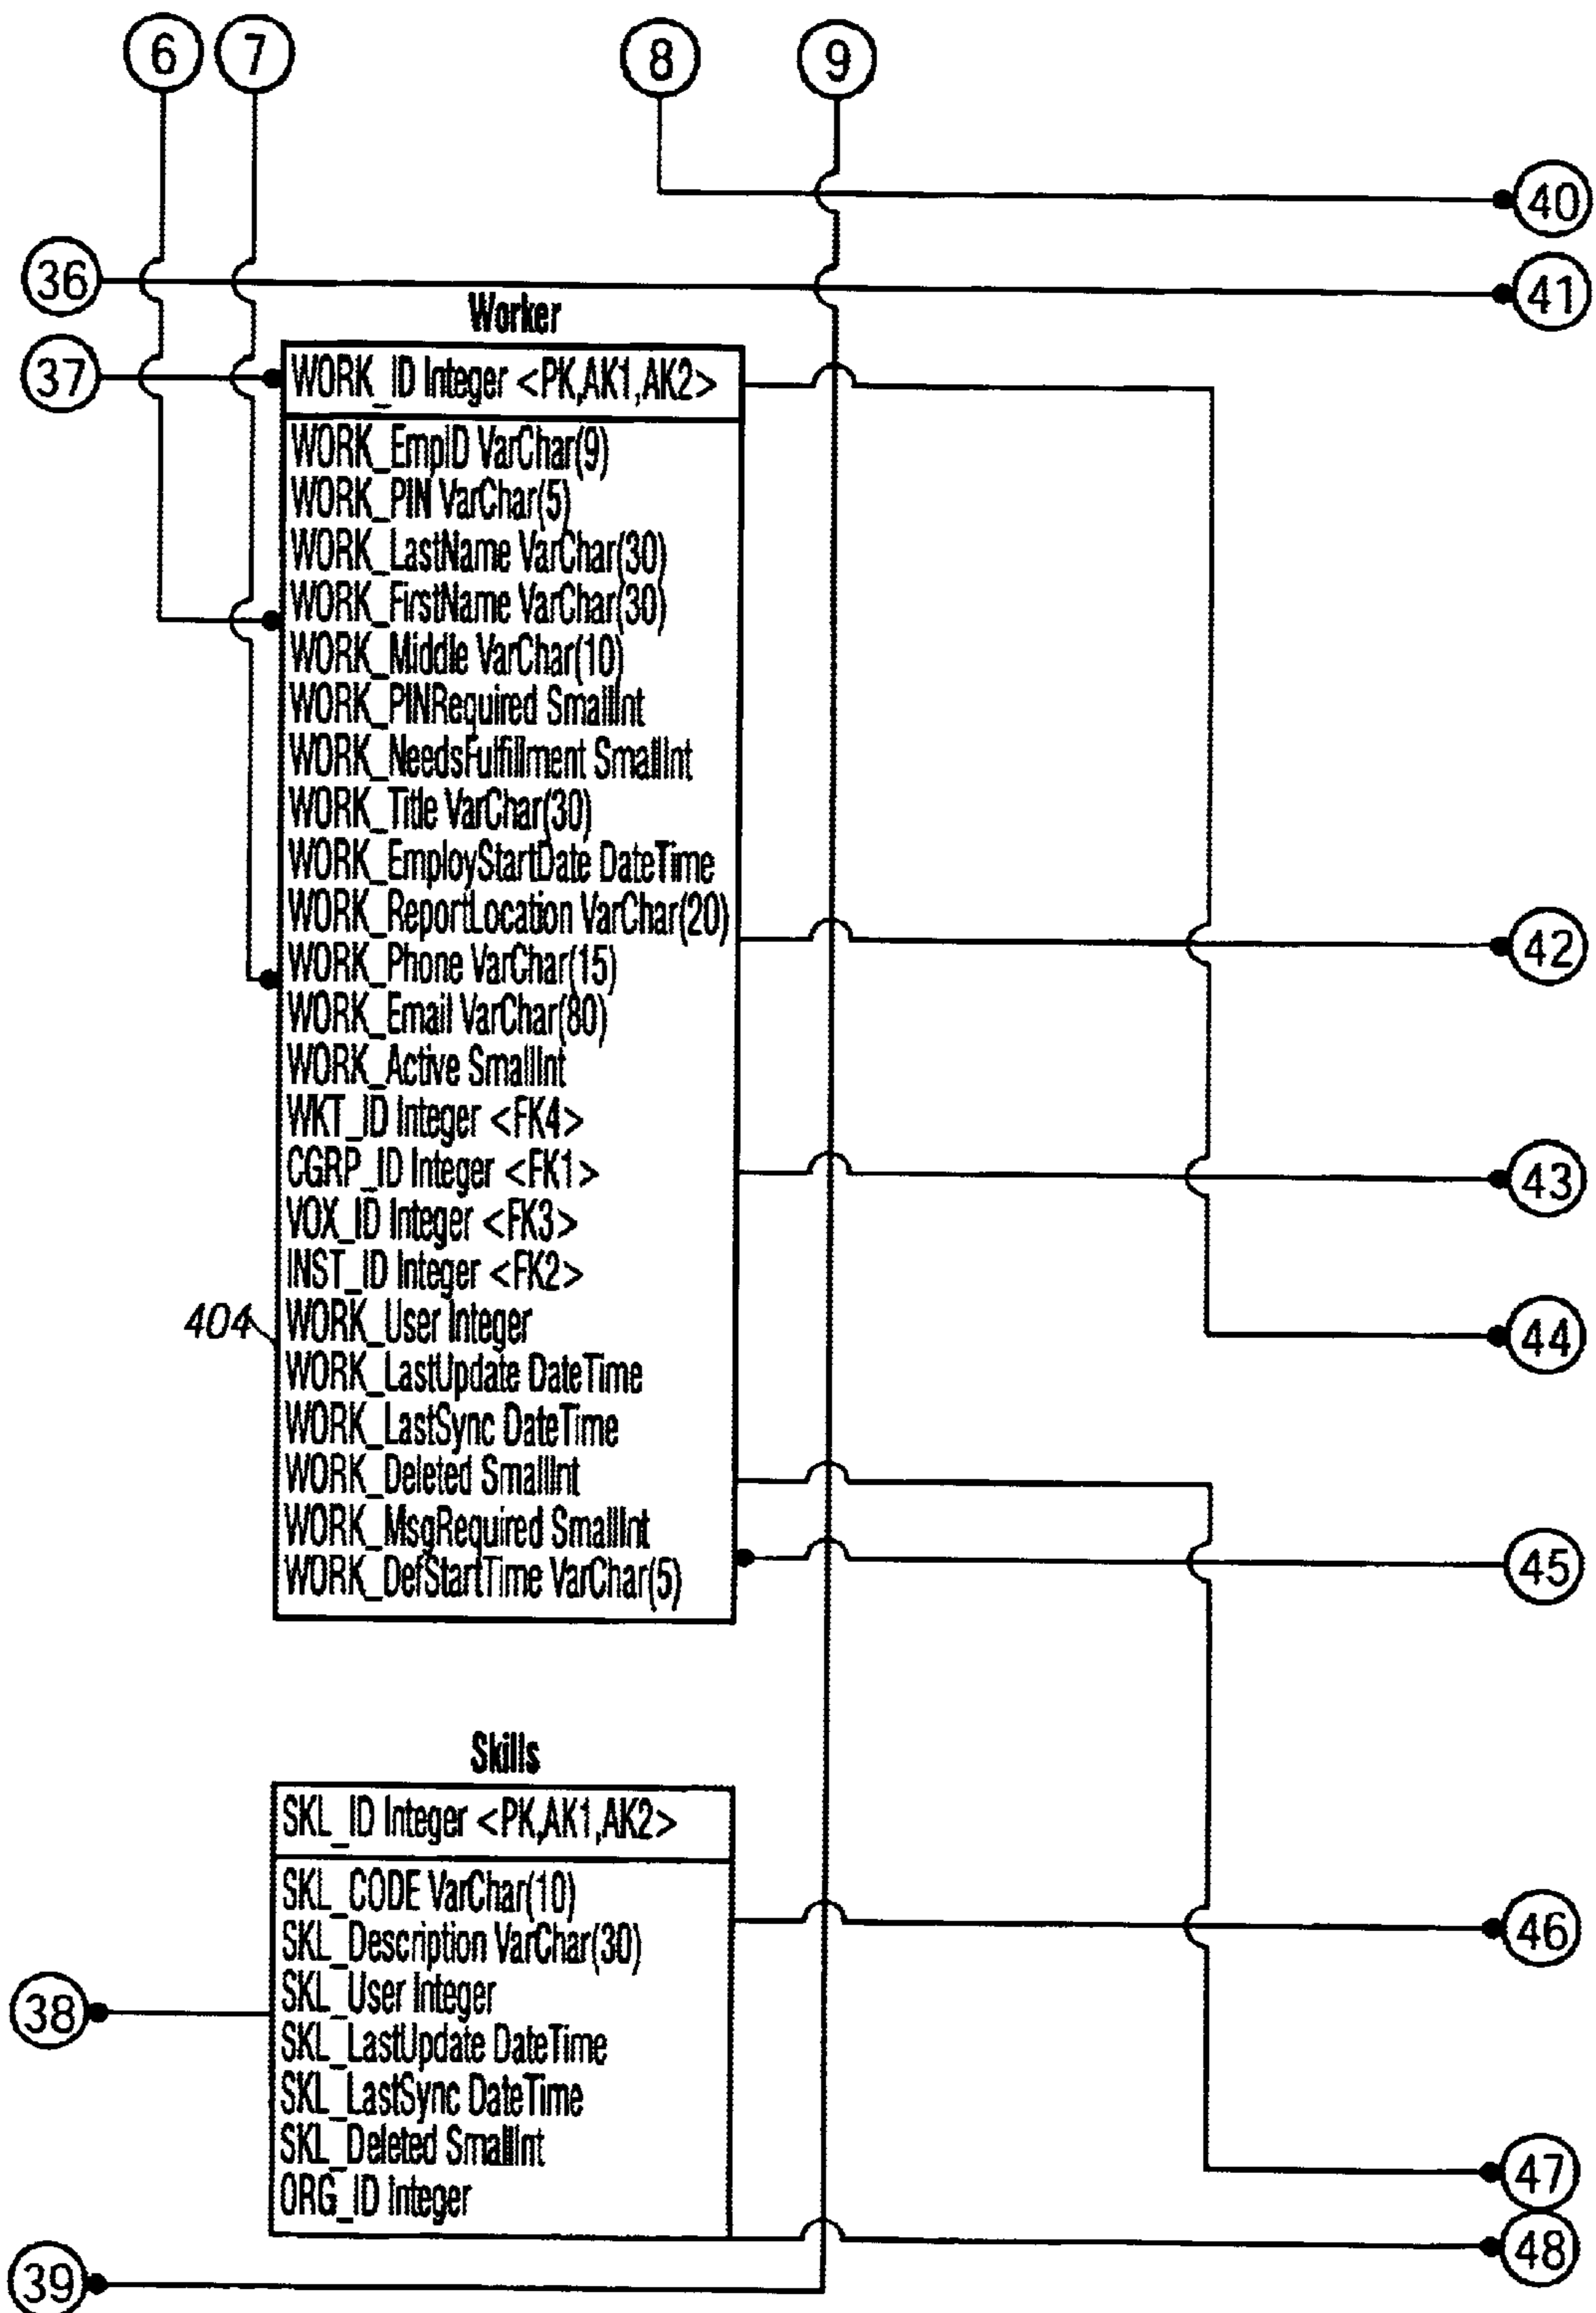 6 7 8 9
40
36 41
Worker
37
WORK_ID Integer <PK,AK1,AK2>
WORK_EmpID VarChar(9)
WORK_PIN VarChar(5)
WORK_LastName VarChar(30)
WORK_FirstName VarChar(30)
WORK_Middle VarChar(10)
WORK_PINRequired SmallInt
WORK_NeedsFulfillment SmallInt
WORK_Title VarChar(30)
WORK_EmployStartDate DateTime
WORK_ReportLocation VarChar(20)
42
WORK_Phone VarChar(15)
WORK_Email VarChar(80)
WORK_Active SmallInt
WKT_ID Integer <FK4>
CGRP_ID Integer <FK1>
43
VOX_ID Integer <FK3>
INST_ID Integer <FK2>
404 WORK_User Integer
44
WORK_LastUpdate DateTime
WORK_LastSync DateTime
WORK_Deleted SmallInt
WORK_MsgRequired SmallInt
45
WORK_DefStartTime VarChar(5)
Skills
SKL_ID Integer <PK,AK1,AK2>
SKL_CODE VarChar(10)
46
SKL_Description VarChar(30)
SKL_User Integer
38
SKL_LastUpdate DateTime
SKL_LastSync DateTime
SKL_Deleted SmallInt
47
ORG_ID Integer
48
39